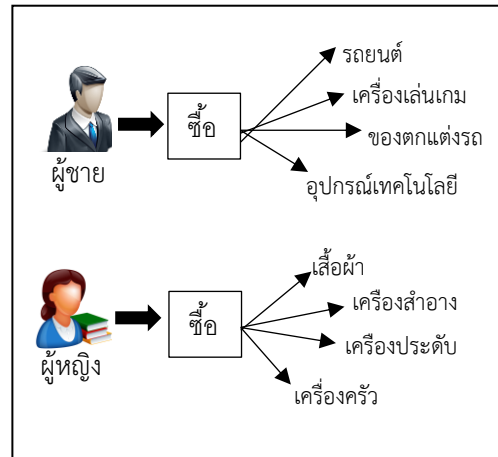 รถยนต์
เครื่องเล่นเกม
ซื้อ
ของตกแต่งรถ
ผู้ชาย
อุปกรณ์เทคโนโลยี
เสื้อผ้า
เครืองสำอาง
ซื้อ
เครืองประดับ
ผู้หญิง
เครื่องครัว